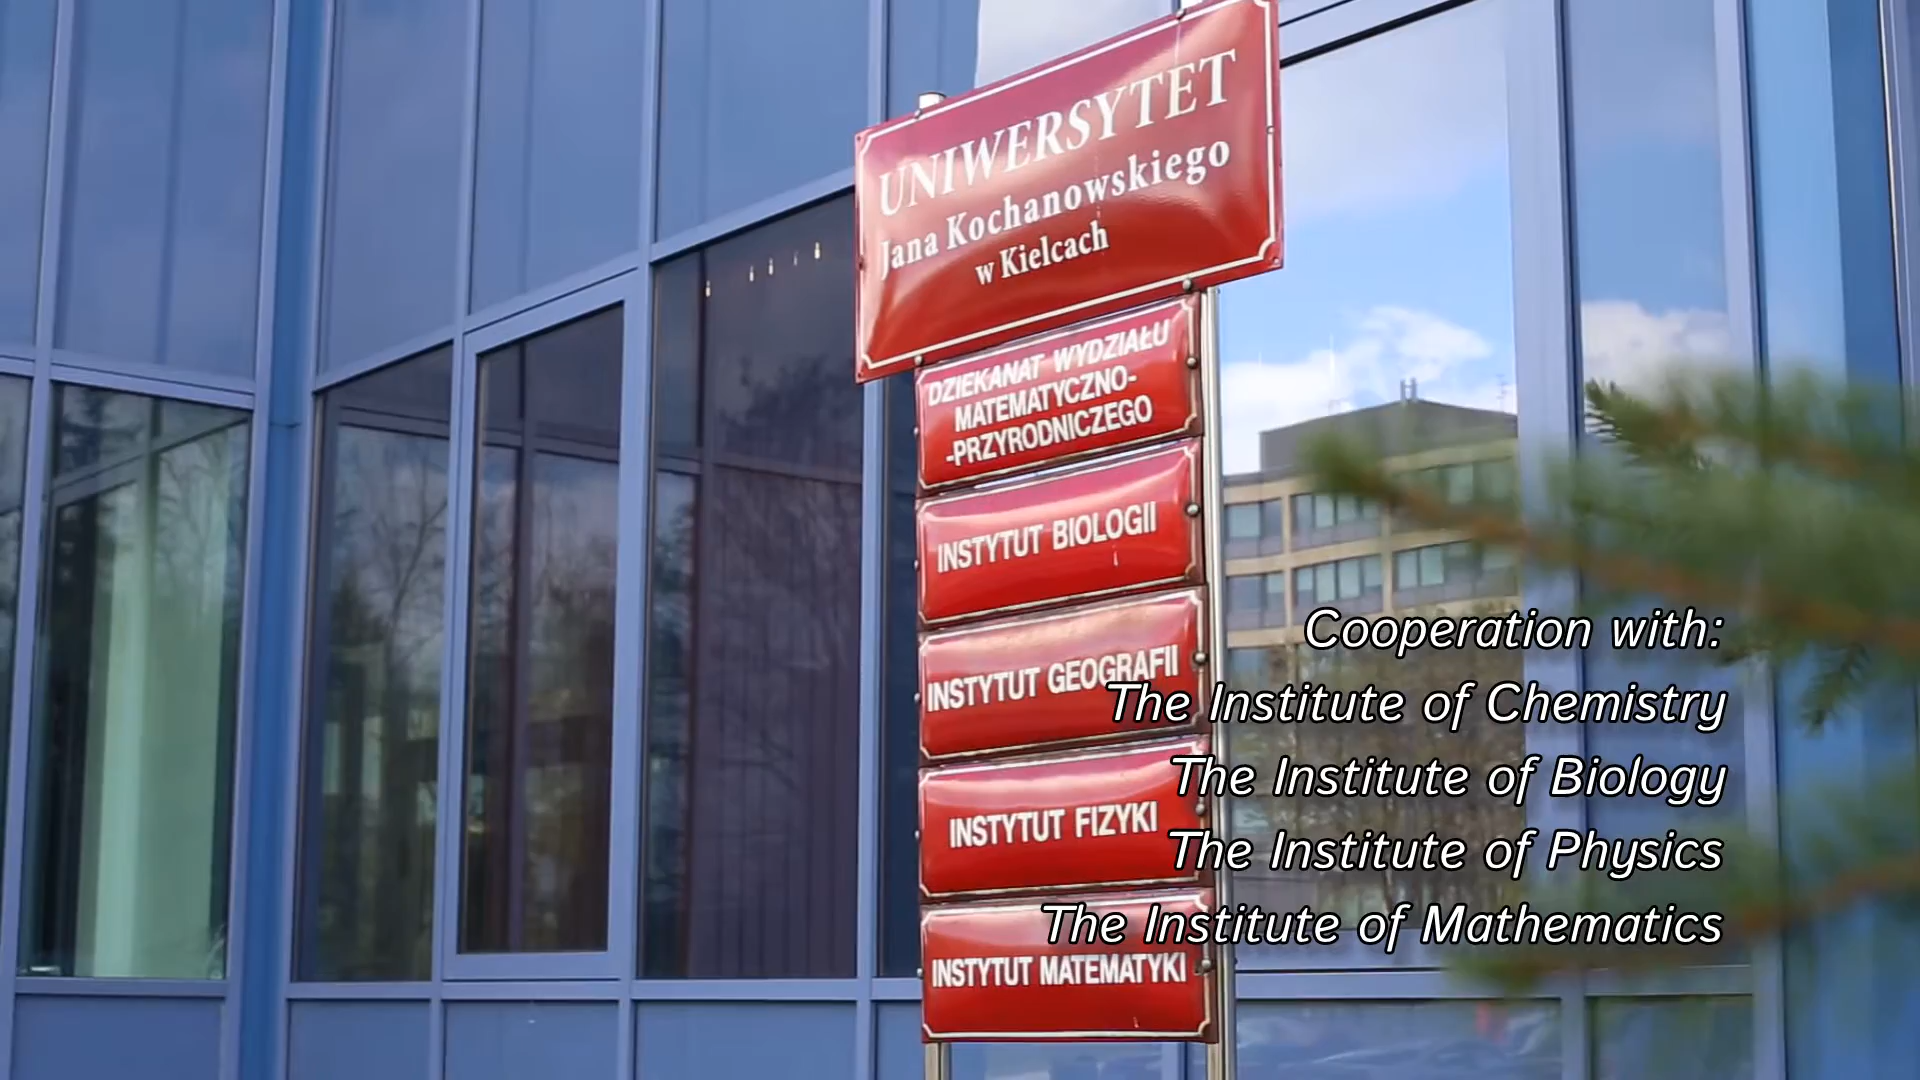 UNIWERSYTET
Jana Kochanowskiego
w Kielcach
DZIEKANAT WYDZIAŁU
MATEMATYCZNO-
-PRZYRODNICZEGO
INSTYTUT BIOLOGII
INSTYTUT GEOGRAFII
INSTYTUT FIZYKI
INSTYTUT MATEMATYKI
Cooperation with:
The Institute of Chemistry
The Institute of Biology
The Institute of Physics
The Institute of Mathematics